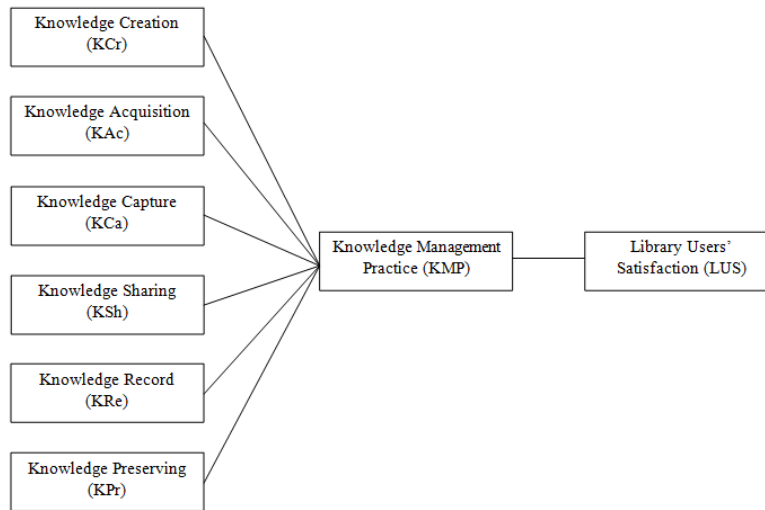 Knowledge Creation
(KCr)
Knowledge Acquisition
(KAc)
Knowledge Capture
(KCa)
Knowledge Sharing
(KSh)
Knowledge Record
(KRe)
Knowledge Preserving
(KPr)
Knowledge Management
Practice (KMP)
Library Users’
Satisfaction (LUS)